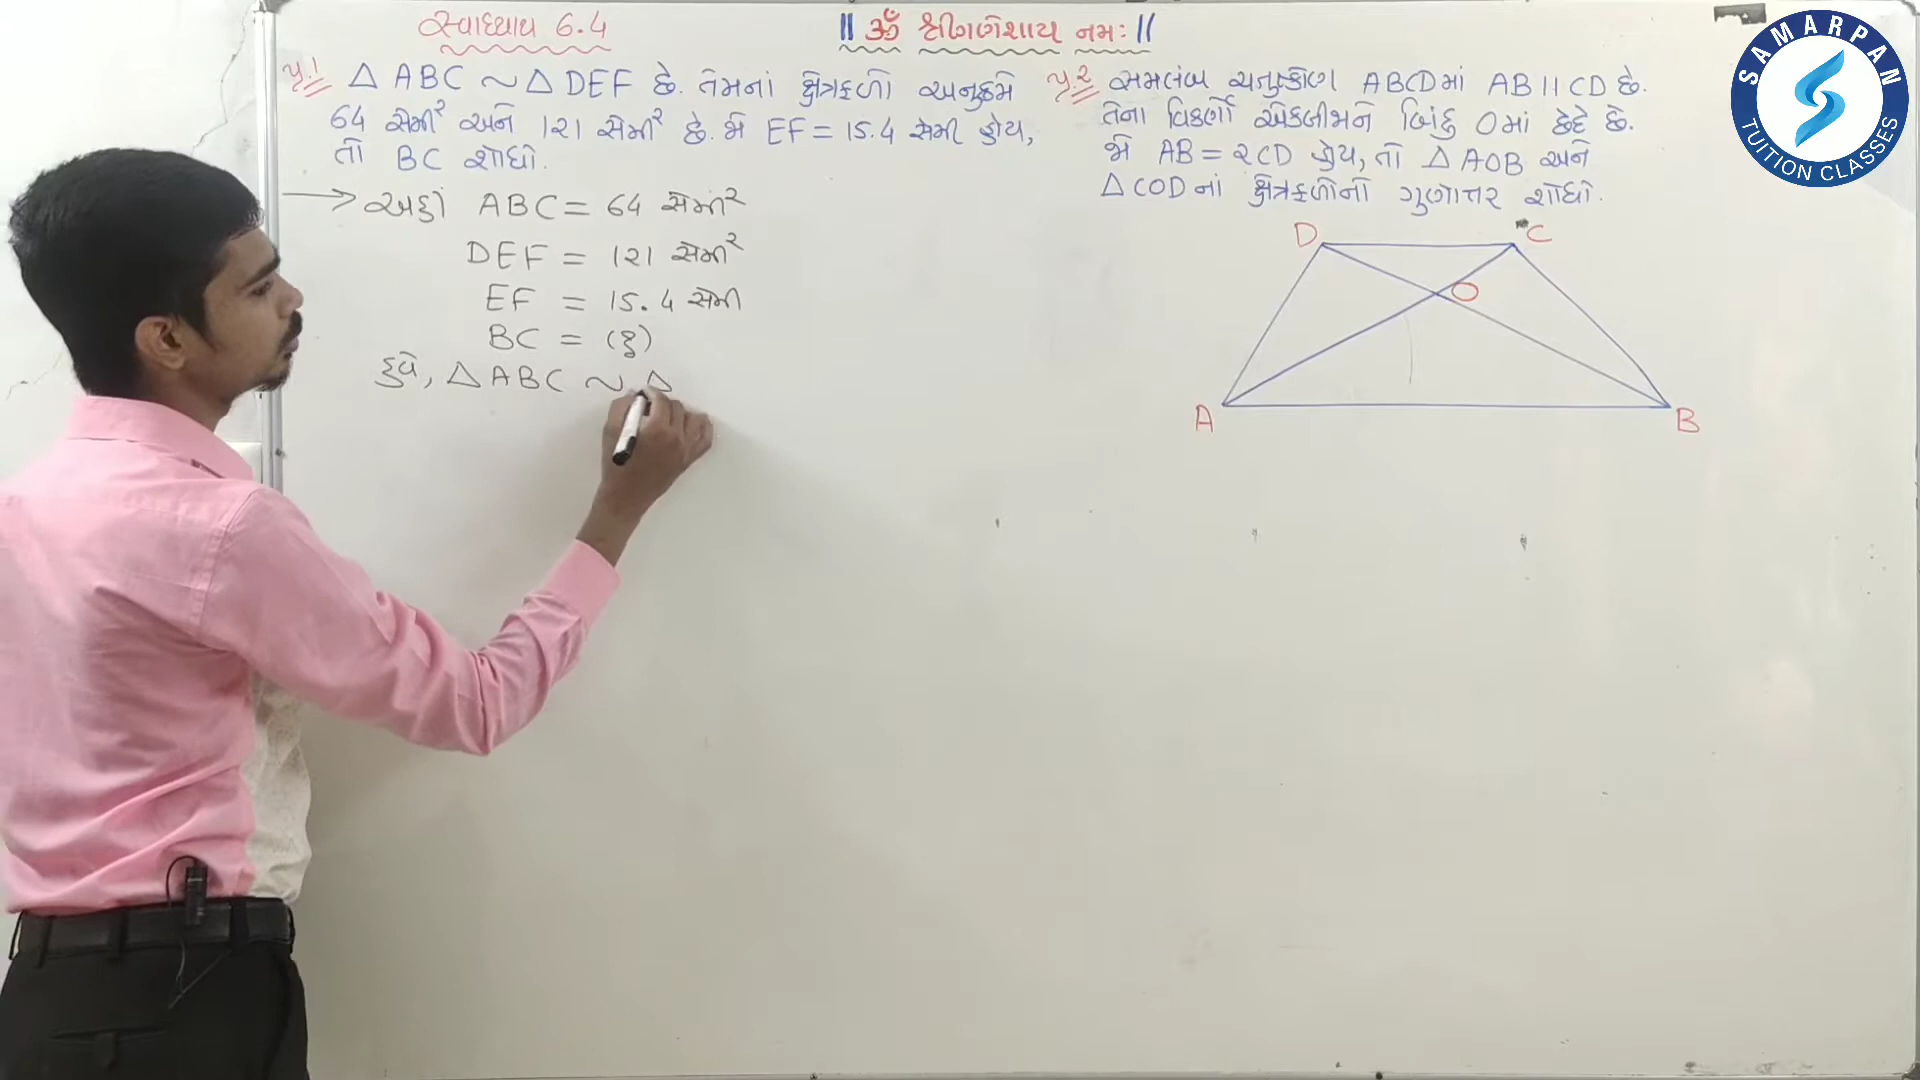 સ્વાધ્યાય 6.4
|| ૐ શ્રી ગણેશાય નમઃ ||
પ્ર.1 △ ABC ~ △ DEF છે. તેમનાં ક્ષેત્રફળો અનુક્રમે
64 સેમી² અને 121 સેમી² છે. જો EF = 15.4 સેમી હોય,
તો BC શોધો.
→ અહીં ABC = 64 સેમી²
DEF = 121 સેમી²
EF = 15.4 સેમી
BC = (?)
હવે, △ ABC ~ △
પ્ર.2 સમલંબ ચતુષ્કોણ ABCD માં AB || CD છે.
તેના વિકર્ણો એકબીજાને બિંદુ O માં છેદે છે.
જો AB = 2CD હોય, તો △ AOB અને
△ COD નાં ક્ષેત્રફળોનો ગુણોત્તર શોધો.
D C
O
A B
SAMARPAN
TUITION CLASSES